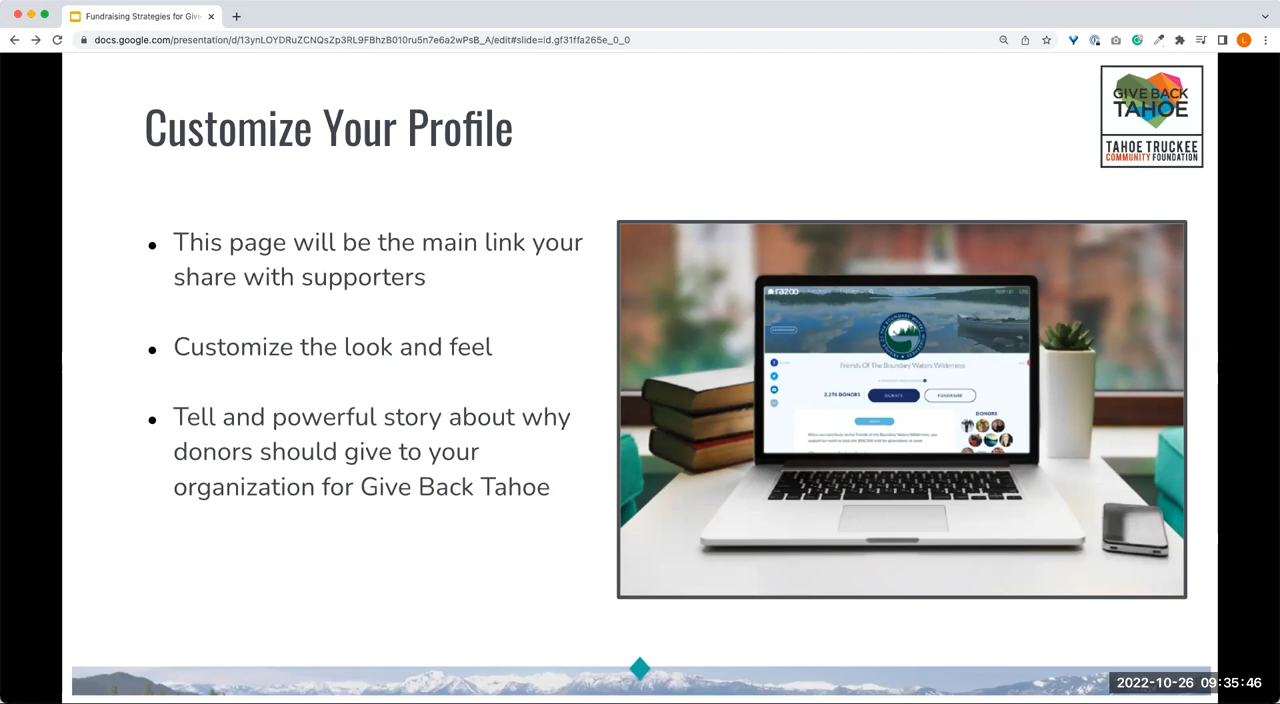 Fundraising Strategies for Give
docs.google.com/presentation/d/13ynLOYDRuZCNQsZp3RL9FBhzB010ru5n7e6a2wPsB_A/edit#slide=id.gf31ffa265e_0_0
L
GIVE BACK
TAHOE
TAHOE TRUCKEE
COMMUNITY FOUNDATION
Customize Your Profile
• This page will be the main link your
share with supporters
• Customize the look and feel
• Tell and powerful story about why
donors should give to your
organization for Give Back Tahoe
razoo
Friends Of The Boundary Waters Wilderness
2,276 DONORS
DONATE
FUNDRAISE
DONORS
2022-10-26 09:35:46